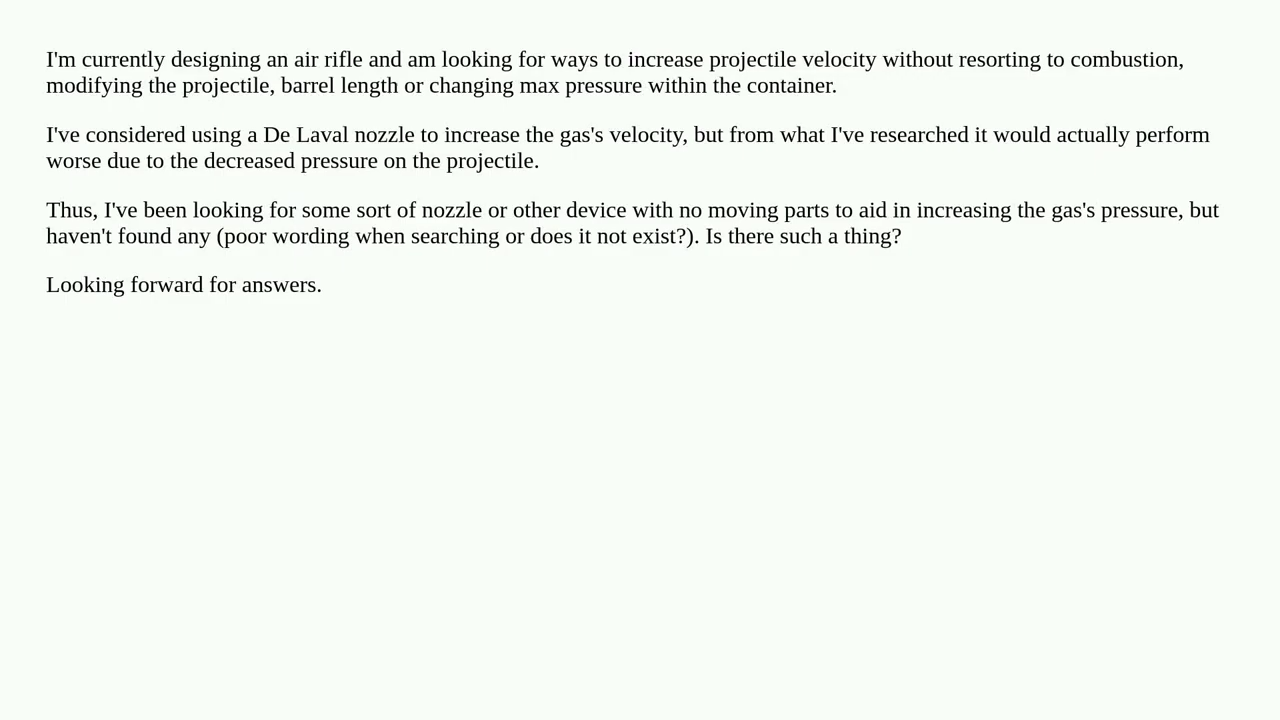 I'm currently designing an air rifle and am looking for ways to increase projectile velocity without resorting to combustion,
modifying the projectile, barrel length or changing max pressure within the container.
I've considered using a De Laval nozzle to increase the gas's velocity, but from what I've researched it would actually perform
worse due to the decreased pressure on the projectile.
Thus, I've been looking for some sort of nozzle or other device with no moving parts to aid in increasing the gas's pressure, but
haven't found any (poor wording when searching or does it not exist?). Is there such a thing?
Looking forward for answers.